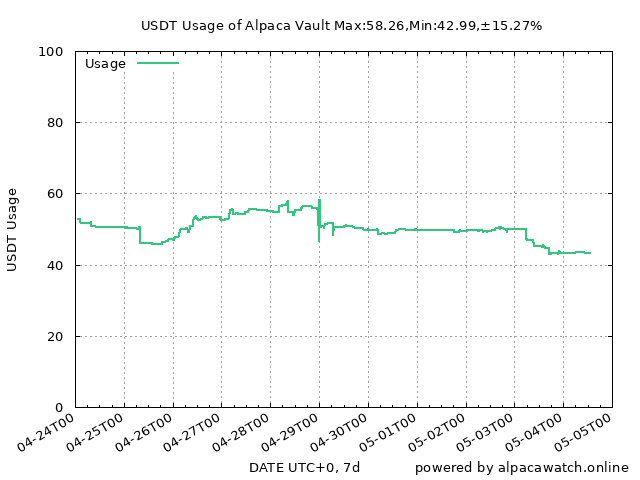 USDT Usage of Alpaca Vault Max:58.26,Min:42.99,±15.27%
100
Usage
80
60
USDT Usage
40
20
0
04-24T00 04-25T00 04-26T00 04-27T00 04-28T00 04-29T00 04-30T00 05-01T00 05-02T00 05-03T00 05-04T00 05-05T00
DATE UTC+0, 7d powered by alpacawatch.online